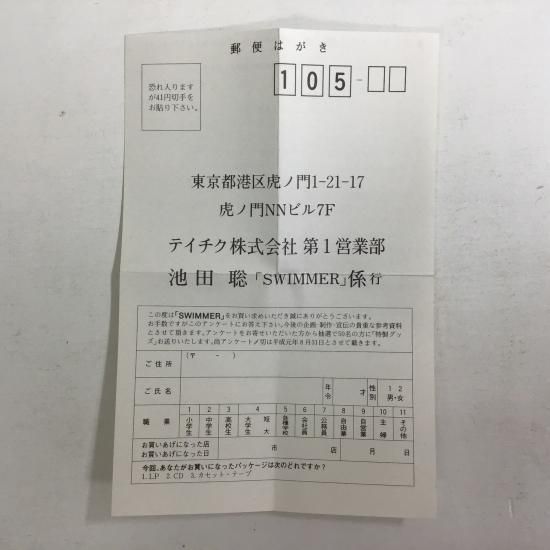 郵便はがき
恐れ入ります
が41円切手を
お貼り下さい。
105-
東京都港区虎ノ門1-21-17
虎ノ門NNビル7F
テイチク株式会社 第1営業部
池田 聡「SWIMMER」係行
この度は「SWIMMER」をお買い求めいただき誠にありがとうございます。
お手数ですがこのアンケートにお答え下さい。今後の企画・制作・宣伝の貴重な参考資料
とさせて頂きます。アンケートをお寄せいただいた方から抽選で50名の方に「特製グッ
ズ」お送りいたします。尚アンケート〆切は平成元年8月31日とさせて戴きます。
ご住所 (〒 - )
ご氏名 年令 才 性別 1男・2女
職業 1小学生 2中学生 3高校生 4大学生 短大 5各種学校 6会社員 7公務員 8自由業 9自営業 10主婦 11その他
お買いあげになった店 市 店 月 日
お買いあげになった日
今回、あなたがお買いになったパッケージは次のどれですか?
1.LP 2.CD 3.カセット・テープ